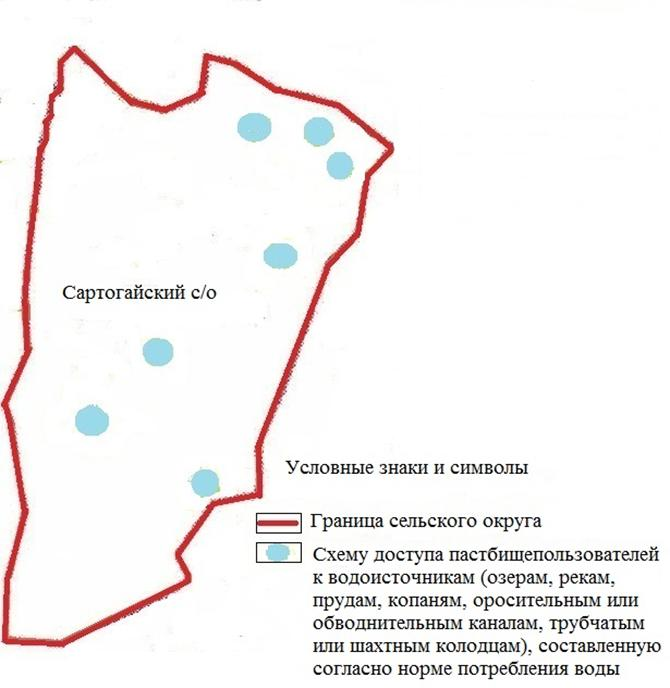 Сартогайский с/о
Условные знаки и символы
Граница сельского округа
Схему доступа пастбищепользователей
к водоисточникам (озерам, рекам,
прудам, копаням, оросительным или
обводнительным каналам, трубчатым
или шахтным колодцам), составленную
согласно норме потребления воды